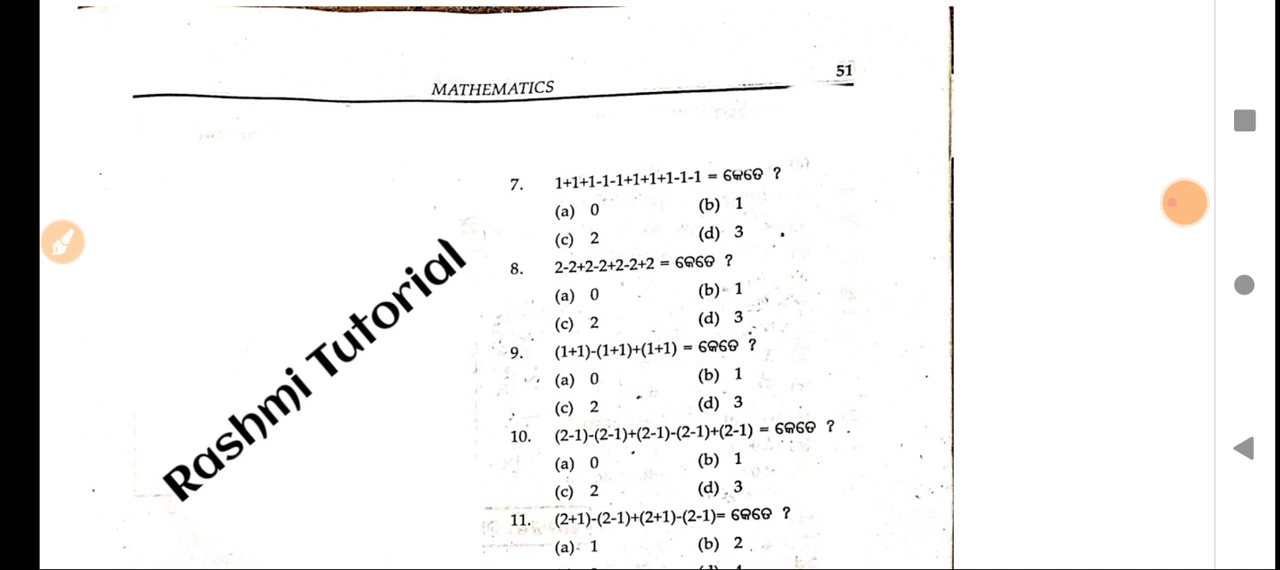 51
MATHEMATICS
7. 1+1+1-1-1+1+1+1-1-1 = କେତେ ?
(a) 0 (b) 1
(c) 2 (d) 3
8. 2-2+2-2+2-2+2 = କେତେ ?
(a) 0 (b) 1
(c) 2 (d) 3
9. (1+1)-(1+1)+(1+1) = କେତେ ?
(a) 0 (b) 1
(c) 2 (d) 3
10. (2-1)-(2-1)+(2-1)-(2-1)+(2-1) = କେତେ ?
(a) 0 (b) 1
(c) 2 (d) 3
11. (2+1)-(2-1)+(2+1)-(2-1)= କେତେ ?
(a) 1 (b) 2
Rashmi Tutorial